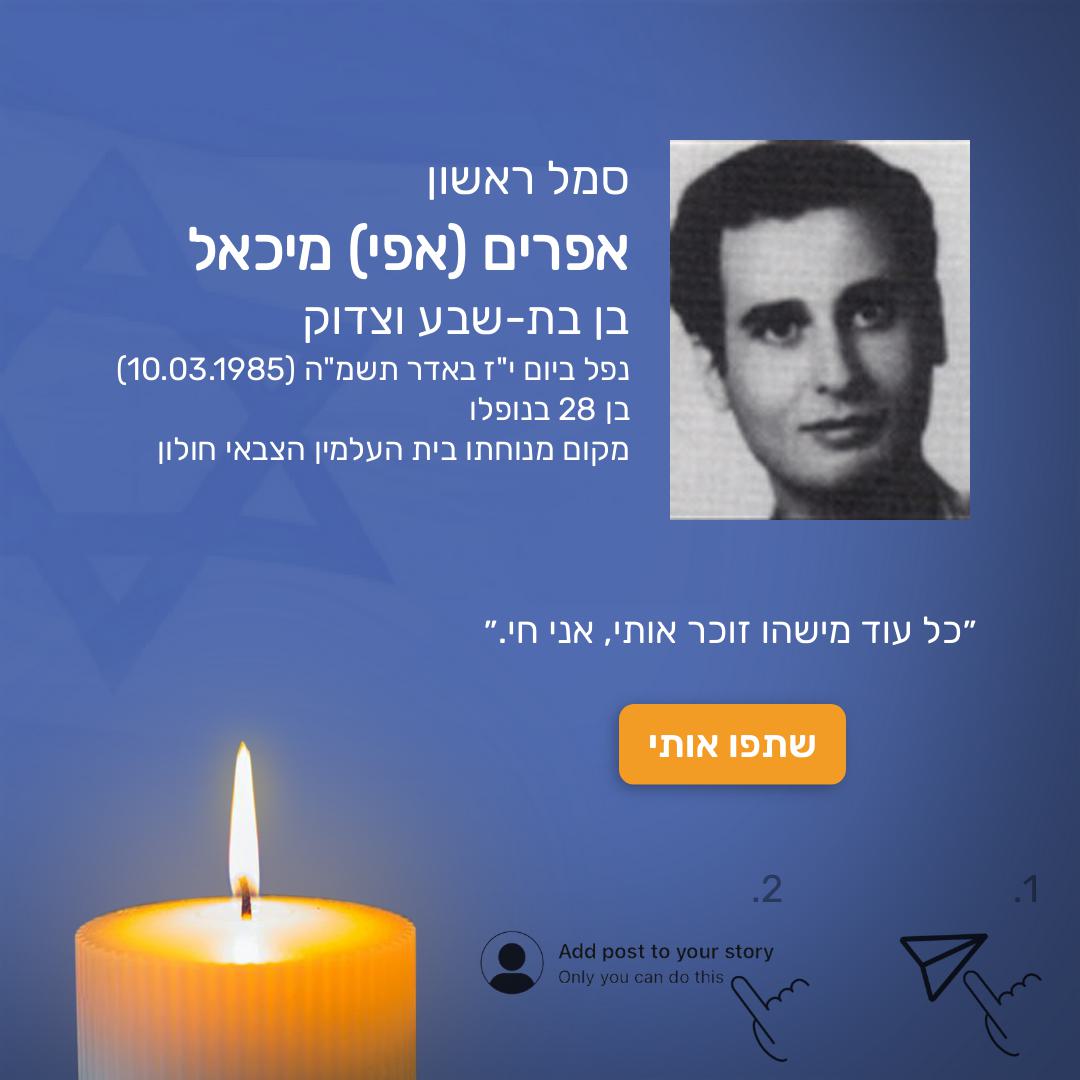 סמל ראשון
אפרים (אפי) מיכאל
בן בת-שבע וצדוק
נפל ביום י"ז באדר תשמ"ה (10.03.1985)
בן 28 בנופלו
מקום מנוחתו בית העלמין הצבאי חולון
״כל עוד מישהו זוכר אותי, אני חי.״
שתפו אותי
1.
2.
Add post to your story
Only you can do this